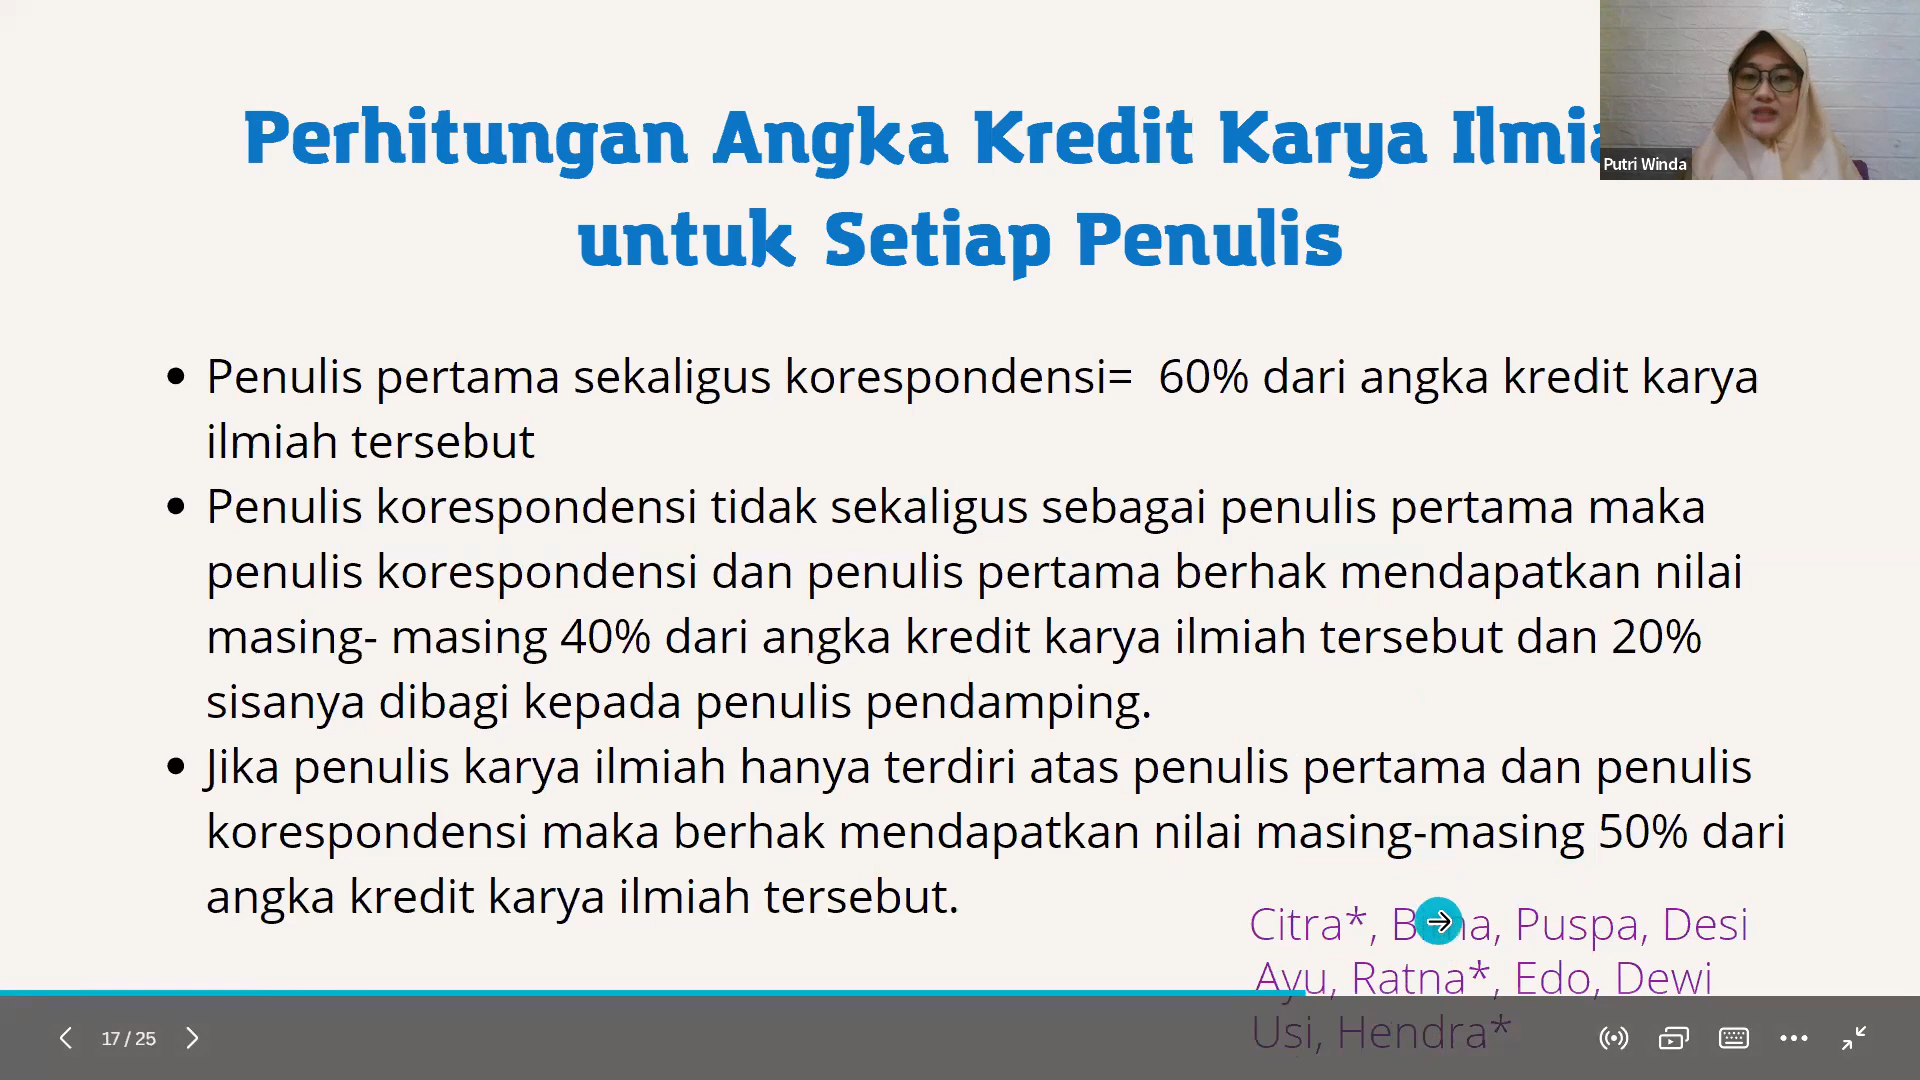 Perhitungan Angka Kredit Karya
untuk Setiap Penulis
Putri Winda
• Penulis pertama sekaligus korespondensi=  60% dari angka kredit karya
ilmiah tersebut
• Penulis korespondensi tidak sekaligus sebagai penulis pertama maka
penulis korespondensi dan penulis pertama berhak mendapatkan nilai
masing- masing 40% dari angka kredit karya ilmiah tersebut dan 20%
sisanya dibagi kepada penulis pendamping.
• Jika penulis karya ilmiah hanya terdiri atas penulis pertama dan penulis
korespondensi maka berhak mendapatkan nilai masing-masing 50% dari
angka kredit karya ilmiah tersebut.
Citra*, Puspa, Desi
Ayu, Ratna*, Edo, Dewi
Usi, Hendra*
17 / 25